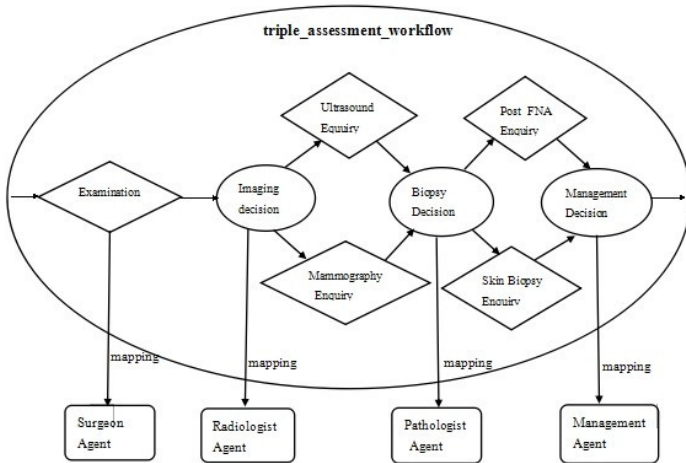 triple_assessment_workflow
Ultrasound
Equuiry
Post FNA
Enquiry
Examination
Imaging
decision
Biopsy
Decision
Management
Decision
Mammography
Enquiry
Skin Biopsy
Enquiry
mapping
mapping
mapping
mapping
Surgeon
Agent
Radiologist
Agent
Pathologist
Agent
Management
Agent